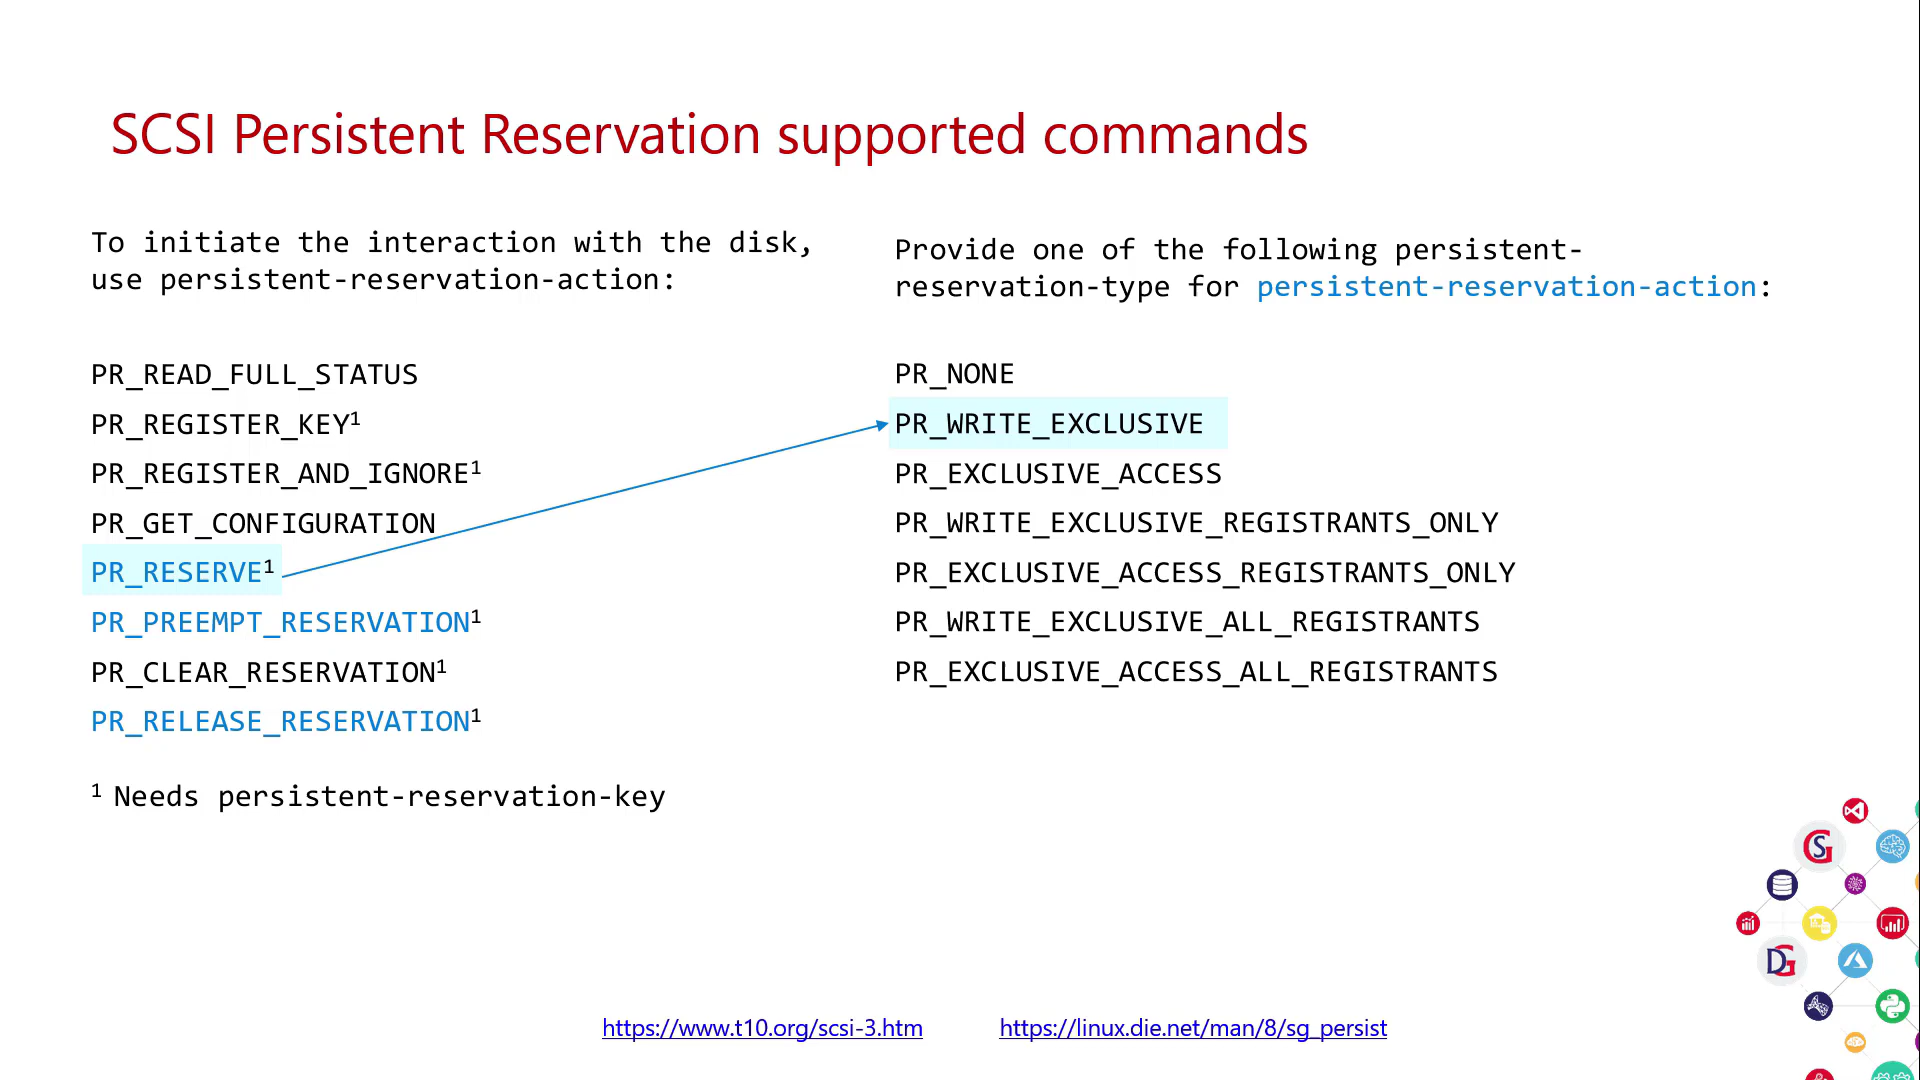 SCSI Persistent Reservation supported commands
To initiate the interaction with the disk,
use persistent-reservation-action:
PR_READ_FULL_STATUS
PR_REGISTER_KEY¹
PR_REGISTER_AND_IGNORE¹
PR_GET_CONFIGURATION
PR_RESERVE¹
PR_PREEMPT_RESERVATION¹
PR_CLEAR_RESERVATION¹
PR_RELEASE_RESERVATION¹
¹ Needs persistent-reservation-key
Provide one of the following persistent-
reservation-type for persistent-reservation-action:
PR_NONE
PR_WRITE_EXCLUSIVE
PR_EXCLUSIVE_ACCESS
PR_WRITE_EXCLUSIVE_REGISTRANTS_ONLY
PR_EXCLUSIVE_ACCESS_REGISTRANTS_ONLY
PR_WRITE_EXCLUSIVE_ALL_REGISTRANTS
PR_EXCLUSIVE_ACCESS_ALL_REGISTRANTS
https://www.t10.org/scsi-3.htm
https://linux.die.net/man/8/sg_persist
SG
DG